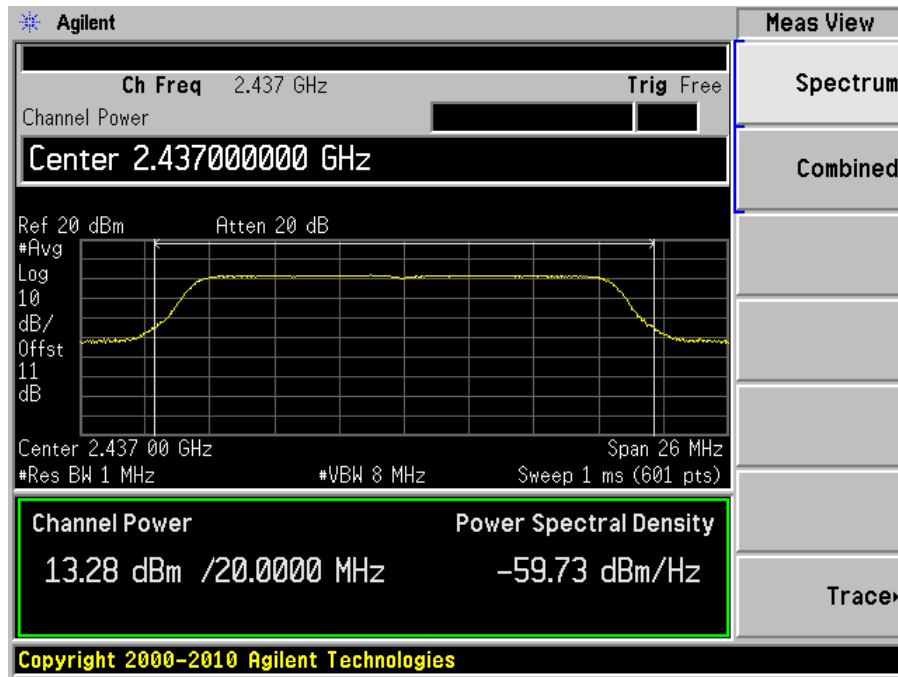 Agilent
Meas View
Ch Freq 2.437 GHz Trig Free
Channel Power
Center 2.437000000 GHz
Spectrum
Combined
Ref 20 dBm Atten 20 dB
#Avg
Log
10
dB/
Offst
11
dB
Center 2.437 00 GHz Span 26 MHz
#Res BW 1 MHz #VBW 8 MHz Sweep 1 ms (601 pts)
Channel Power Power Spectral Density
13.28 dBm /20.0000 MHz -59.73 dBm/Hz
Trace
Copyright 2000-2010 Agilent Technologies